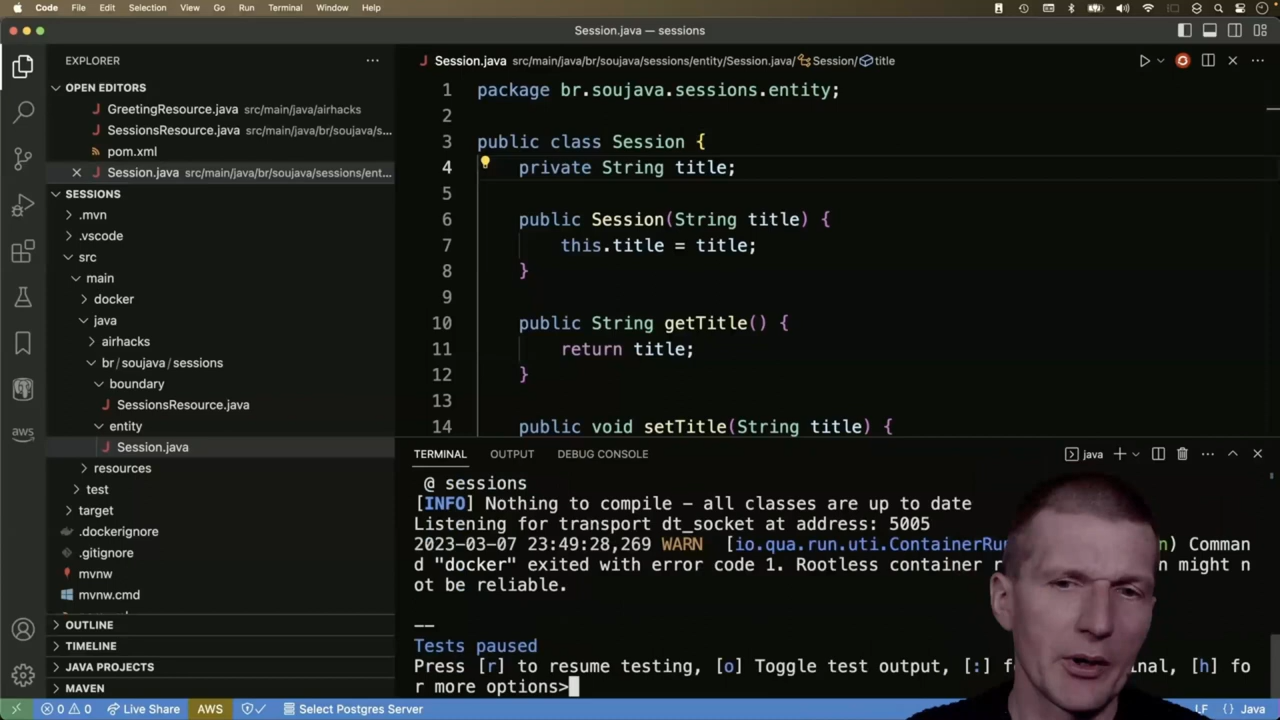 Code File Edit Selection View Go Run Terminal Window Help
Session.java — sessions
EXPLORER
OPEN EDITORS
GreetingResource.java src/main/java/airhacks
SessionsResource.java src/main/java/br/soujava/s...
pom.xml
Session.java src/main/java/br/soujava/sessions/ent...
SESSIONS
.mvn
.vscode
src
main
docker
java
airhacks
br/soujava/sessions
boundary
SessionsResource.java
entity
Session.java
resources
test
target
.dockerignore
.gitignore
mvnw
mvnw.cmd
OUTLINE
TIMELINE
JAVA PROJECTS
MAVEN
Session.java src/main/java/br/soujava/sessions/entity/Session.java/Session/title
1 package br.soujava.sessions.entity;
2
3 public class Session {
4 private String title;
5
6 public Session(String title) {
7 this.title = title;
8 }
9
10 public String getTitle() {
11 return title;
12 }
13
14 public void setTitle(String title) {
TERMINAL OUTPUT DEBUG CONSOLE java
@ sessions
[INFO] Nothing to compile - all classes are up to date
Listening for transport dt_socket at address: 5005
2023-03-07 23:49:28,269 WARN [io.qua.run.uti.ContainerRu ) Comman
d "docker" exited with error code 1. Rootless container might n
ot be reliable.
--
Tests paused
Press [r] to resume testing, [o] Toggle test output, [:] [h] fo
r more options>
0 0 Live Share AWS Select Postgres Server LF {} Java